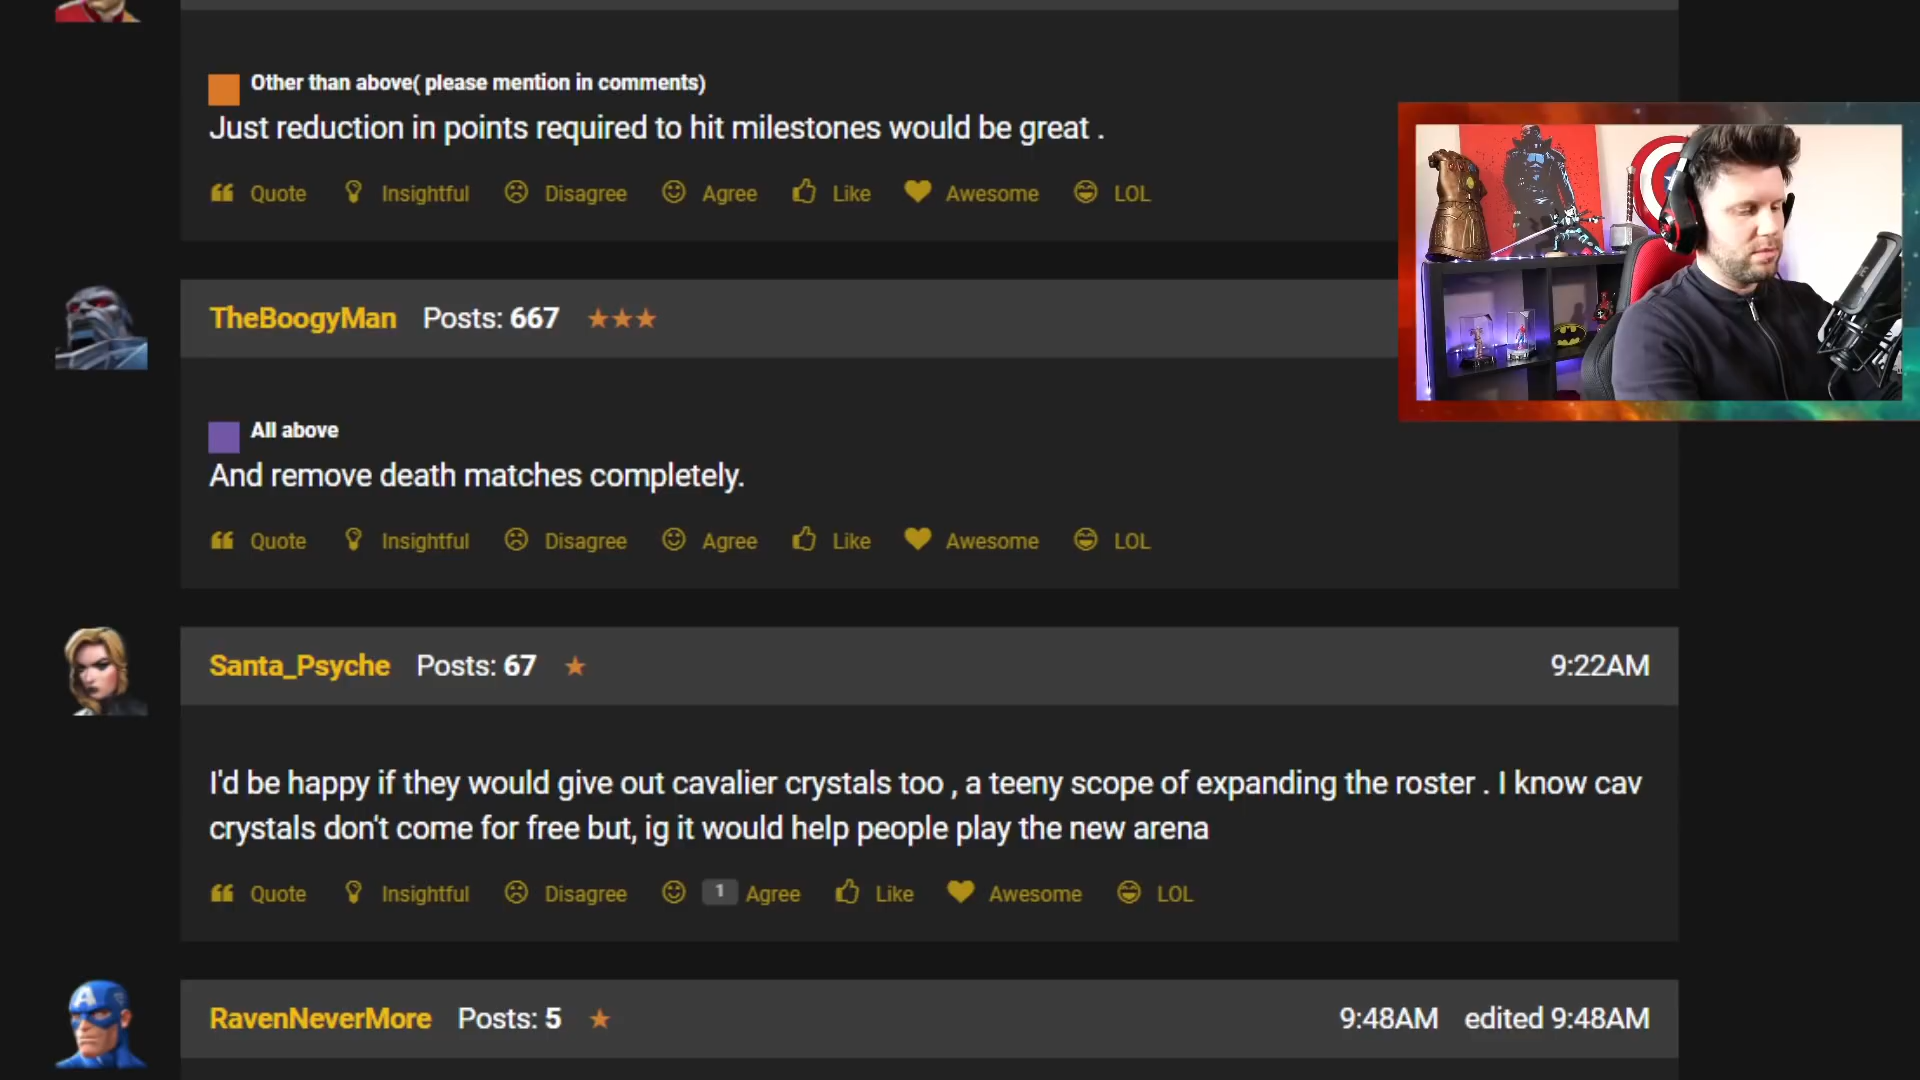 Other than above( please mention in comments)
Just reduction in points required to hit milestones would be great .
Quote Insightful Disagree Agree Like Awesome LOL
TheBoogyMan Posts: 667
All above
And remove death matches completely.
Quote Insightful Disagree Agree Like Awesome LOL
Santa_Psyche Posts: 67 9:22AM
I'd be happy if they would give out cavalier crystals too , a teeny scope of expanding the roster . I know cav
crystals don't come for free but, ig it would help people play the new arena
Quote Insightful Disagree 1 Agree Like Awesome LOL
RavenNeverMore Posts: 5 9:48AM edited 9:48AM